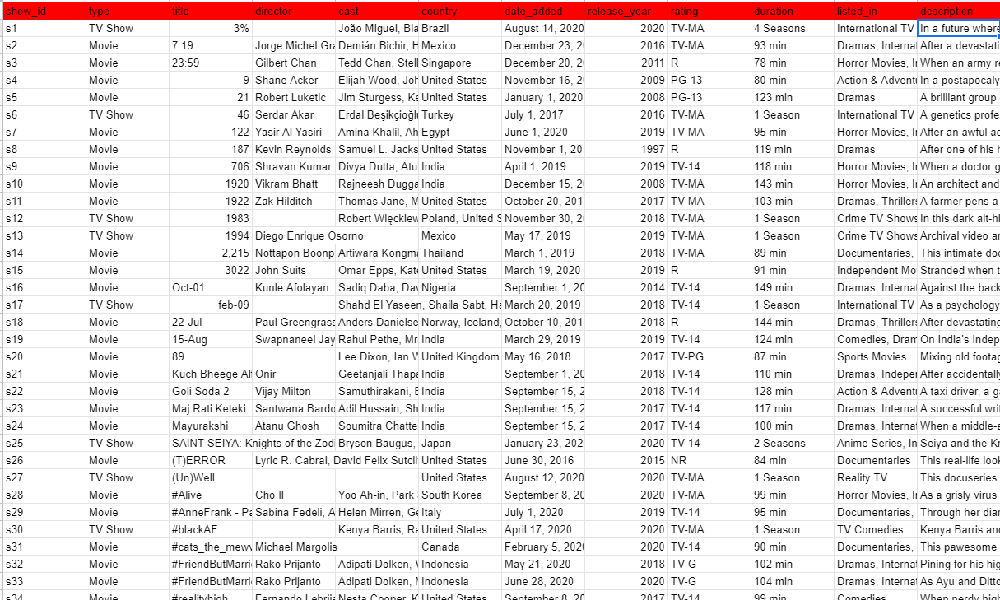 show_id type title director cast country date_added release_year rating duration listed_in description
s1 TV Show 3% João Miguel, Bia Brazil August 14, 2020 2020 TV-MA 4 Seasons International TV In a future where
s2 Movie 7:19 Jorge Michel Gra Demián Bichir, H Mexico December 23, 20 2016 TV-MA 93 min Dramas, Internat After a devastati
s3 Movie 23:59 Gilbert Chan Tedd Chan, Stell Singapore December 20, 20 2011 R 78 min Horror Movies, In When an army re
s4 Movie 9 Shane Acker Elijah Wood, Joh United States November 16, 20 2009 PG-13 80 min Action & Adventu In a postapocaly
s5 Movie 21 Robert Luketic Jim Sturgess, Ke United States January 1, 2020 2008 PG-13 123 min Dramas A brilliant group
s6 TV Show 46 Serdar Akar Erdal Beşikçioğlu Turkey July 1, 2017 2016 TV-MA 1 Season International TV A genetics profes
s7 Movie 122 Yasir Al Yasiri Amina Khalil, Ah Egypt June 1, 2020 2019 TV-MA 95 min Horror Movies, In After an awful ac
s8 Movie 187 Kevin Reynolds Samuel L. Jacks United States November 1, 20 1997 R 119 min Dramas After one of his h
s9 Movie 706 Shravan Kumar Divya Dutta, Atu India April 1, 2019 2019 TV-14 118 min Horror Movies, In When a doctor g
s10 Movie 1920 Vikram Bhatt Rajneesh Dugga India December 15, 20 2008 TV-MA 143 min Horror Movies, In An architect and
s11 Movie 1922 Zak Hilditch Thomas Jane, M United States October 20, 2017 2017 TV-MA 103 min Dramas, Thrillers A farmer pens a
s12 TV Show 1983 Robert Więckiew Poland, United S November 30, 20 2018 TV-MA 1 Season Crime TV Shows In this dark alt-hi
s13 TV Show 1994 Diego Enrique Osorno Mexico May 17, 2019 2019 TV-MA 1 Season Crime TV Shows Archival video an
s14 Movie 2,215 Nottapon Boonp Artiwara Kongma Thailand March 1, 2019 2018 TV-MA 89 min Documentaries, This intimate doc
s15 Movie 3022 John Suits Omar Epps, Kate United States March 19, 2020 2019 R 91 min Independent Mo Stranded when t
s16 Movie Oct-01 Kunle Afolayan Sadiq Daba, Dav Nigeria September 1, 20 2014 TV-14 149 min Dramas, Internat Against the back
s17 TV Show feb-09 Shahd El Yaseen, Shaila Sabt, Ha March 20, 2019 2018 TV-14 1 Season International TV As a psychology
s18 Movie 22-Jul Paul Greengrass Anders Danielse Norway, Iceland, October 10, 2018 2018 R 144 min Dramas, Thrillers After devastating
s19 Movie 15-Aug Swapnaneel Jay Rahul Pethe, Mr India March 29, 2019 2019 TV-14 124 min Comedies, Dram On India's Indep
s20 Movie 89 Lee Dixon, Ian W United Kingdom May 16, 2018 2017 TV-PG 87 min Sports Movies Mixing old footag
s21 Movie Kuch Bheege Alf Onir Geetanjali Thapa India September 1, 20 2018 TV-14 110 min Dramas, Indepen After accidentally
s22 Movie Goli Soda 2 Vijay Milton Samuthirakani, B India September 15, 2 2018 TV-14 128 min Action & Adventu A taxi driver, a ga
s23 Movie Maj Rati Keteki Santwana Bardo Adil Hussain, Sh India September 15, 2 2017 TV-14 117 min Dramas, Internat A successful writ
s24 Movie Mayurakshi Atanu Ghosh Soumitra Chatte India September 15, 2 2017 TV-14 100 min Dramas, Internat When a middle-a
s25 TV Show SAINT SEIYA: Knights of the Zodi Bryson Baugus, Japan January 23, 2020 2020 TV-14 2 Seasons Anime Series, In Seiya and the Kn
s26 Movie (T)ERROR Lyric R. Cabral, David Felix Sutcli United States June 30, 2016 2015 NR 84 min Documentaries This real-life look
s27 TV Show (Un)Well United States August 12, 2020 2020 TV-MA 1 Season Reality TV This docuseries
s28 Movie #Alive Cho Il Yoo Ah-in, Park South Korea September 8, 20 2020 TV-MA 99 min Horror Movies, In As a grisly virus
s29 Movie #AnneFrank - Pa Sabina Fedeli, A Helen Mirren, Ge Italy July 1, 2020 2019 TV-14 95 min Documentaries, Through her diar
s30 TV Show #blackAF Kenya Barris, Ra United States April 17, 2020 2020 TV-MA 1 Season TV Comedies Kenya Barris and
s31 Movie #cats_the_mewv Michael Margolis Canada February 5, 2020 2020 TV-14 90 min Documentaries, This pawesome
s32 Movie #FriendButMarri Rako Prijanto Adipati Dolken, V Indonesia May 21, 2020 2018 TV-G 102 min Dramas, Internat Pining for his hig
s33 Movie #FriendButMarri Rako Prijanto Adipati Dolken, M Indonesia June 28, 2020 2020 TV-G 104 min Dramas, Internat As Ayu and Ditto
s34 Movie #realityhigh Fernando Lebrija Nesta Cooper, K United States September 8, 20 2017 TV-14 99 min Comedies When nerdy high